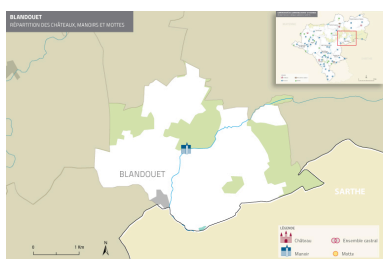 BLANDOUET
RÉPARTITION DES CHÂTEAUX, MANOIRS ET MOTTES
BLANDOUET
SARTHE
0
1 Km
N
LÉGENDE
Château
Ensemble castral
Manoir
Motte